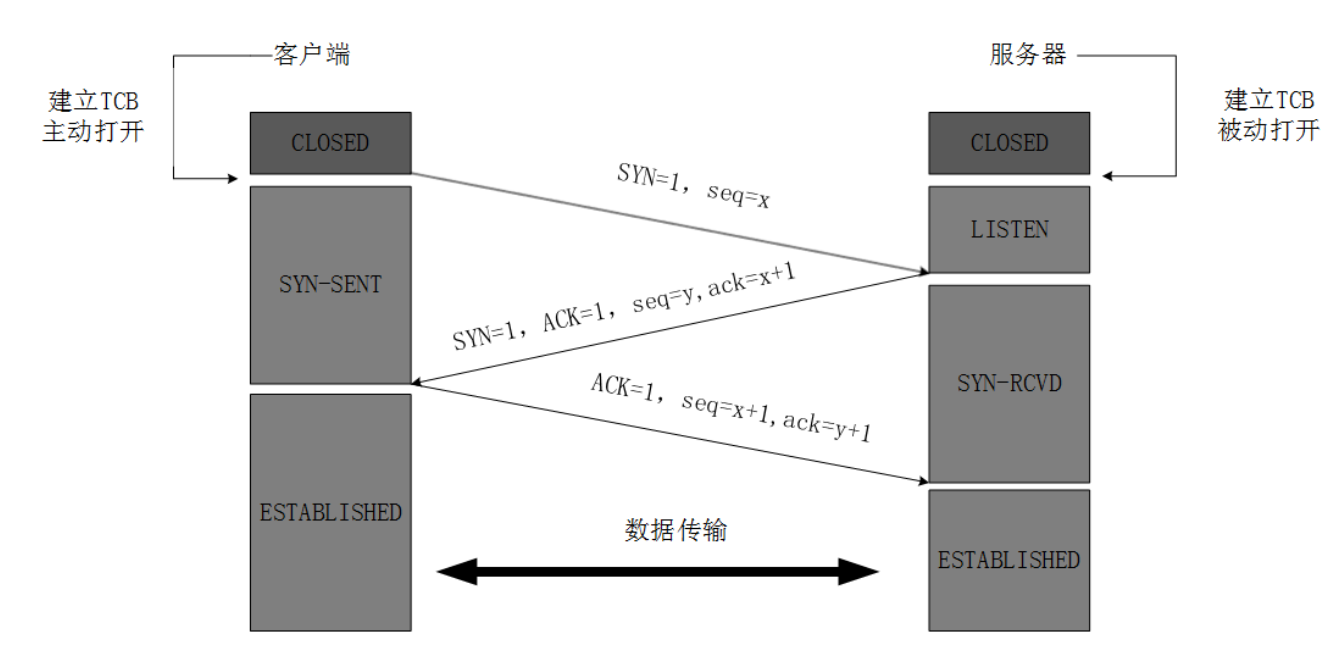 客户端
服务器
建立TCB
主动打开
建立TCB
被动打开
CLOSED
CLOSED
SYN=1, seq=x
LISTEN
SYN-SENT
SYN=1, ACK=1, seq=y,ack=x+1
SYN-RCVD
ACK=1, seq=x+1,ack=y+1
ESTABLISHED
数据传输
ESTABLISHED